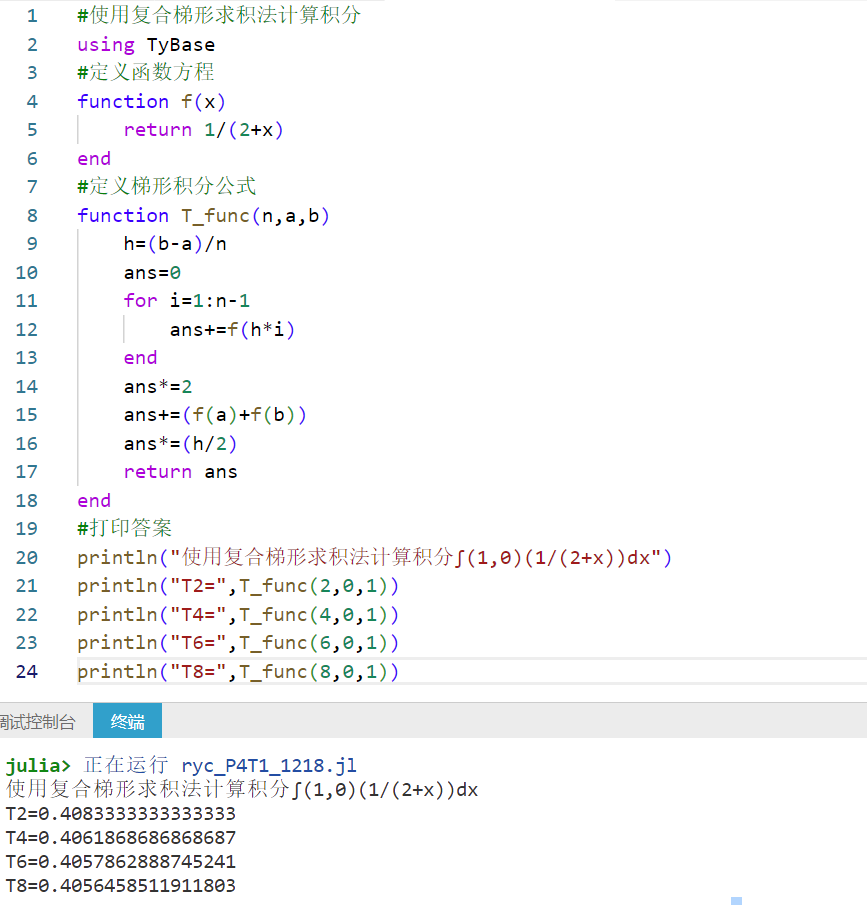 1 #使用复合梯形求积法计算积分
2 using TyBase
3 #定义函数方程
4 function f(x)
5 return 1/(2+x)
6 end
7 #定义梯形积分公式
8 function T_func(n,a,b)
9 h=(b-a)/n
10 ans=0
11 for i=1:n-1
12 ans+=f(h*i)
13 end
14 ans*=2
15 ans+=(f(a)+f(b))
16 ans*=(h/2)
17 return ans
18 end
19 #打印答案
20 println("使用复合梯形求积法计算积分∫(1,0)(1/(2+x))dx")
21 println("T2=",T_func(2,0,1))
22 println("T4=",T_func(4,0,1))
23 println("T6=",T_func(6,0,1))
24 println("T8=",T_func(8,0,1))
调试控制台 终端
julia> 正在运行 ryc_P4T1_1218.jl
使用复合梯形求积法计算积分∫(1,0)(1/(2+x))dx
T2=0.4083333333333333
T4=0.4061868686868687
T6=0.4057862888745241
T8=0.4056458511911803